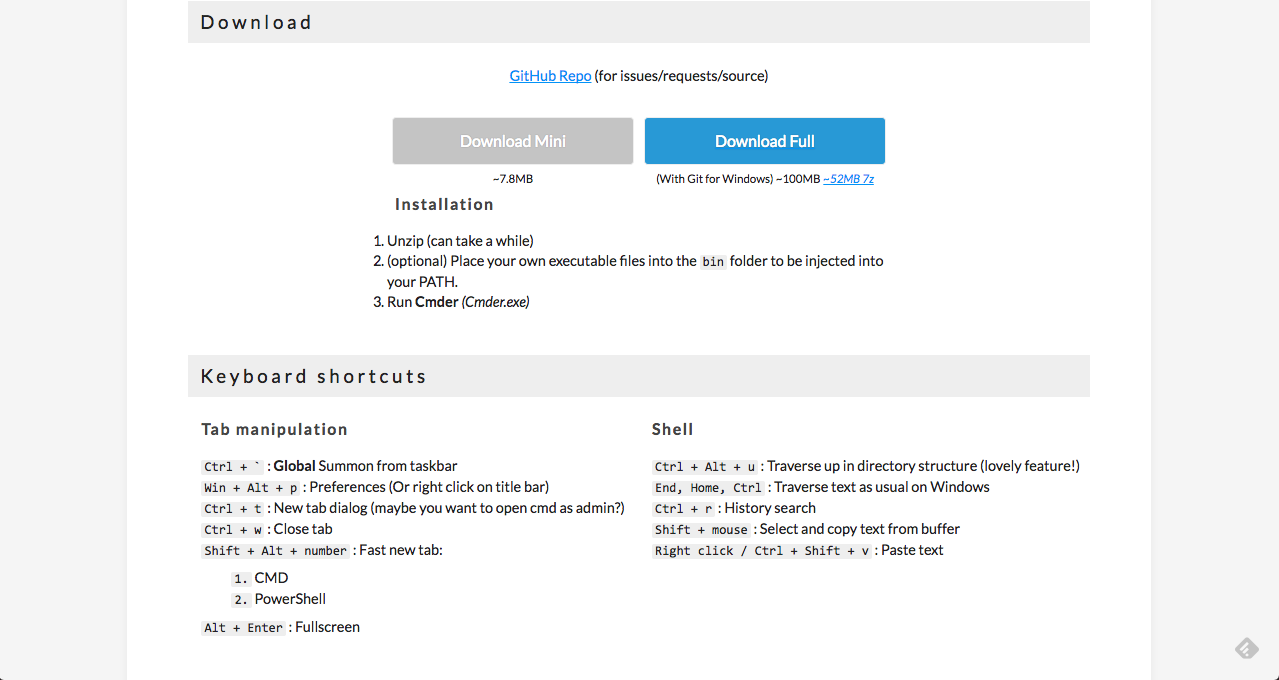 Download
GitHub Repo (for issues/requests/source)
Download Mini
Download Full
~7.8MB
(With Git for Windows) ~100MB ~52MB 7z
Installation
1. Unzip (can take a while)
2. (optional) Place your own executable files into the bin folder to be injected into
your PATH.
3. Run Cmder (Cmder.exe)
Keyboard shortcuts
Tab manipulation
Ctrl + ` : Global Summon from taskbar
Win + Alt + p : Preferences (Or right click on title bar)
Ctrl + t : New tab dialog (maybe you want to open cmd as admin?)
Ctrl + w : Close tab
Shift + Alt + number : Fast new tab:
1. CMD
2. PowerShell
Alt + Enter : Fullscreen
Shell
Ctrl + Alt + u : Traverse up in directory structure (lovely feature!)
End, Home, Ctrl : Traverse text as usual on Windows
Ctrl + r : History search
Shift + mouse : Select and copy text from buffer
Right click / Ctrl + Shift + v : Paste text